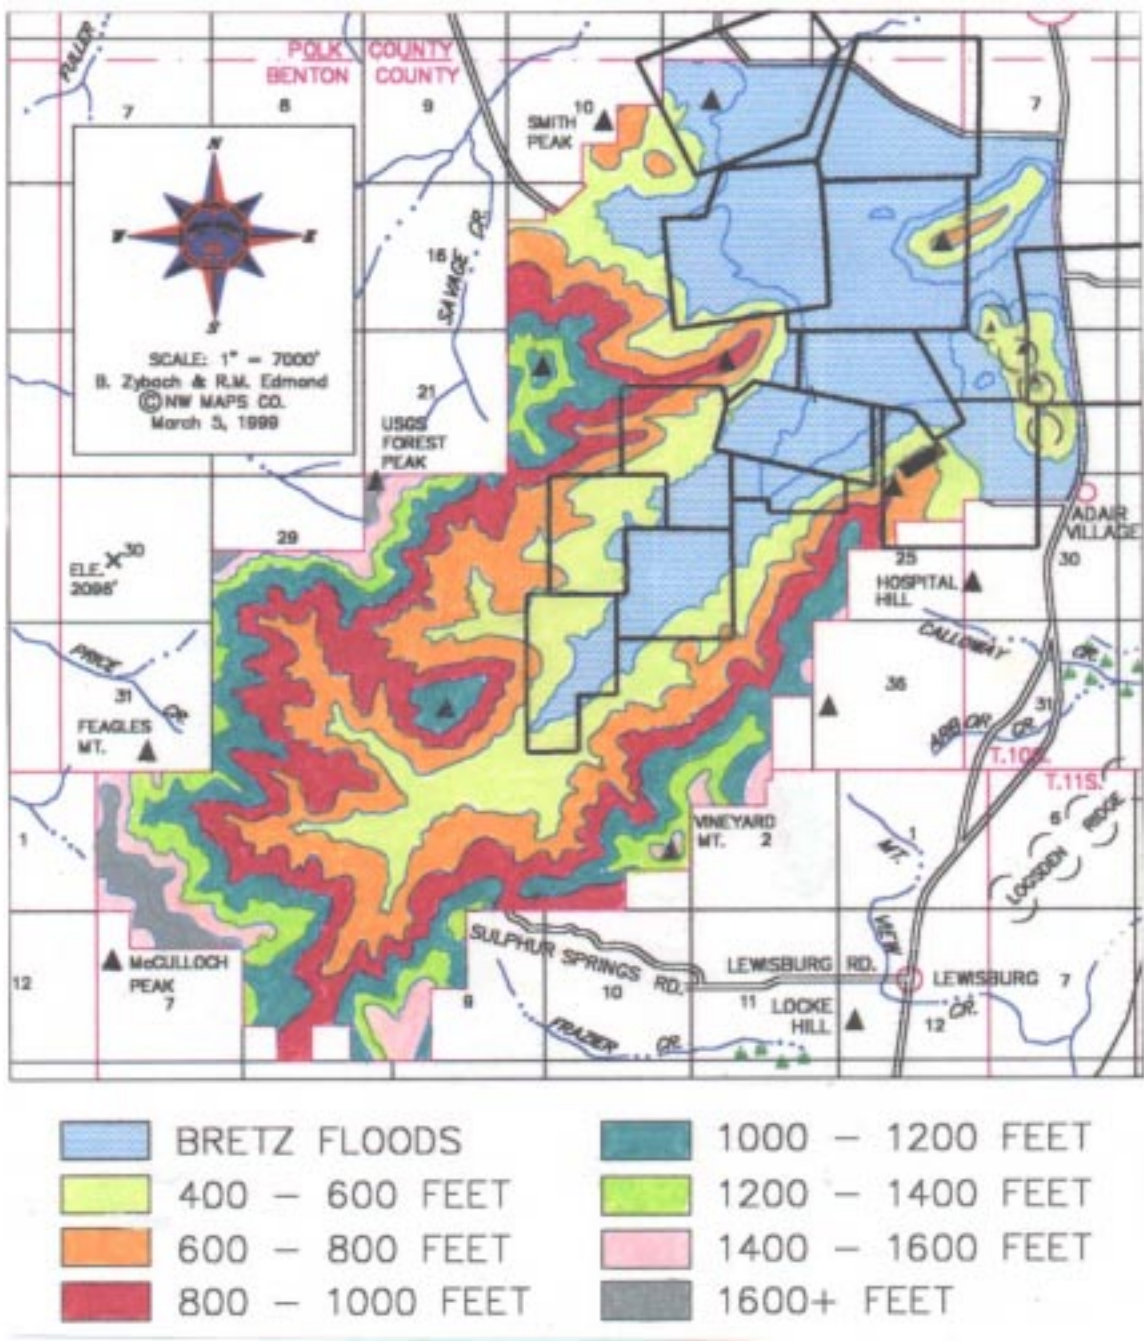 FULLER
POLK COUNTY
BENTON COUNTY
7
8
9
10
7
SMITH
PEAK
N
W
E
S
SCALE: 1" = 7000'
B. Zybach & R.M. Edmond
© NW MAPS CO.
March 5, 1999
16
SAVAGE CR.
21
USGS
FOREST
PEAK
29
30
ELE.
2098'
ADAIR
VILLAGE
25
30
HOSPITAL
HILL
CALLOWAY CR.
PRICE CR.
31
FEAGLES
MT.
36
ARBOR CR.
31
T.10S.
T.11S.
VINEYARD
MT. 2
1
1
MT.
VIEW
CR.
6
LOGSDEN RIDGE
12
McCULLOCH
PEAK
7
8
SULPHUR SPRINGS RD.
10
LEWISBURG RD.
11
LEWISBURG
7
LOCKE
HILL
12
FRAZIER CR.
BRETZ FLOODS
400 - 600 FEET
600 - 800 FEET
800 - 1000 FEET
1000 - 1200 FEET
1200 - 1400 FEET
1400 - 1600 FEET
1600+ FEET